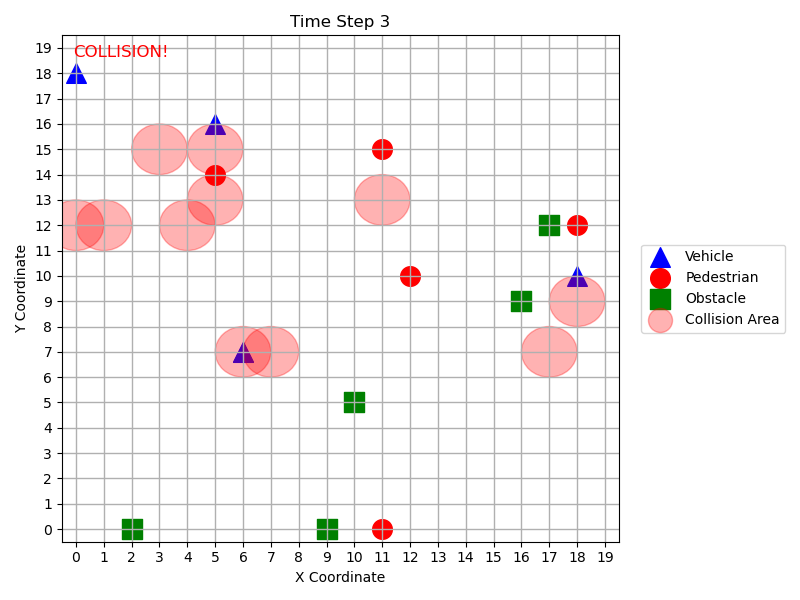 Time Step 3
COLLISION!
19
18
17
16
15
14
13
12
11
10
9
8
7
6
5
4
3
2
1
0
Y Coordinate
0 1 2 3 4 5 6 7 8 9 10 11 12 13 14 15 16 17 18 19
X Coordinate
Vehicle
Pedestrian
Obstacle
Collision Area